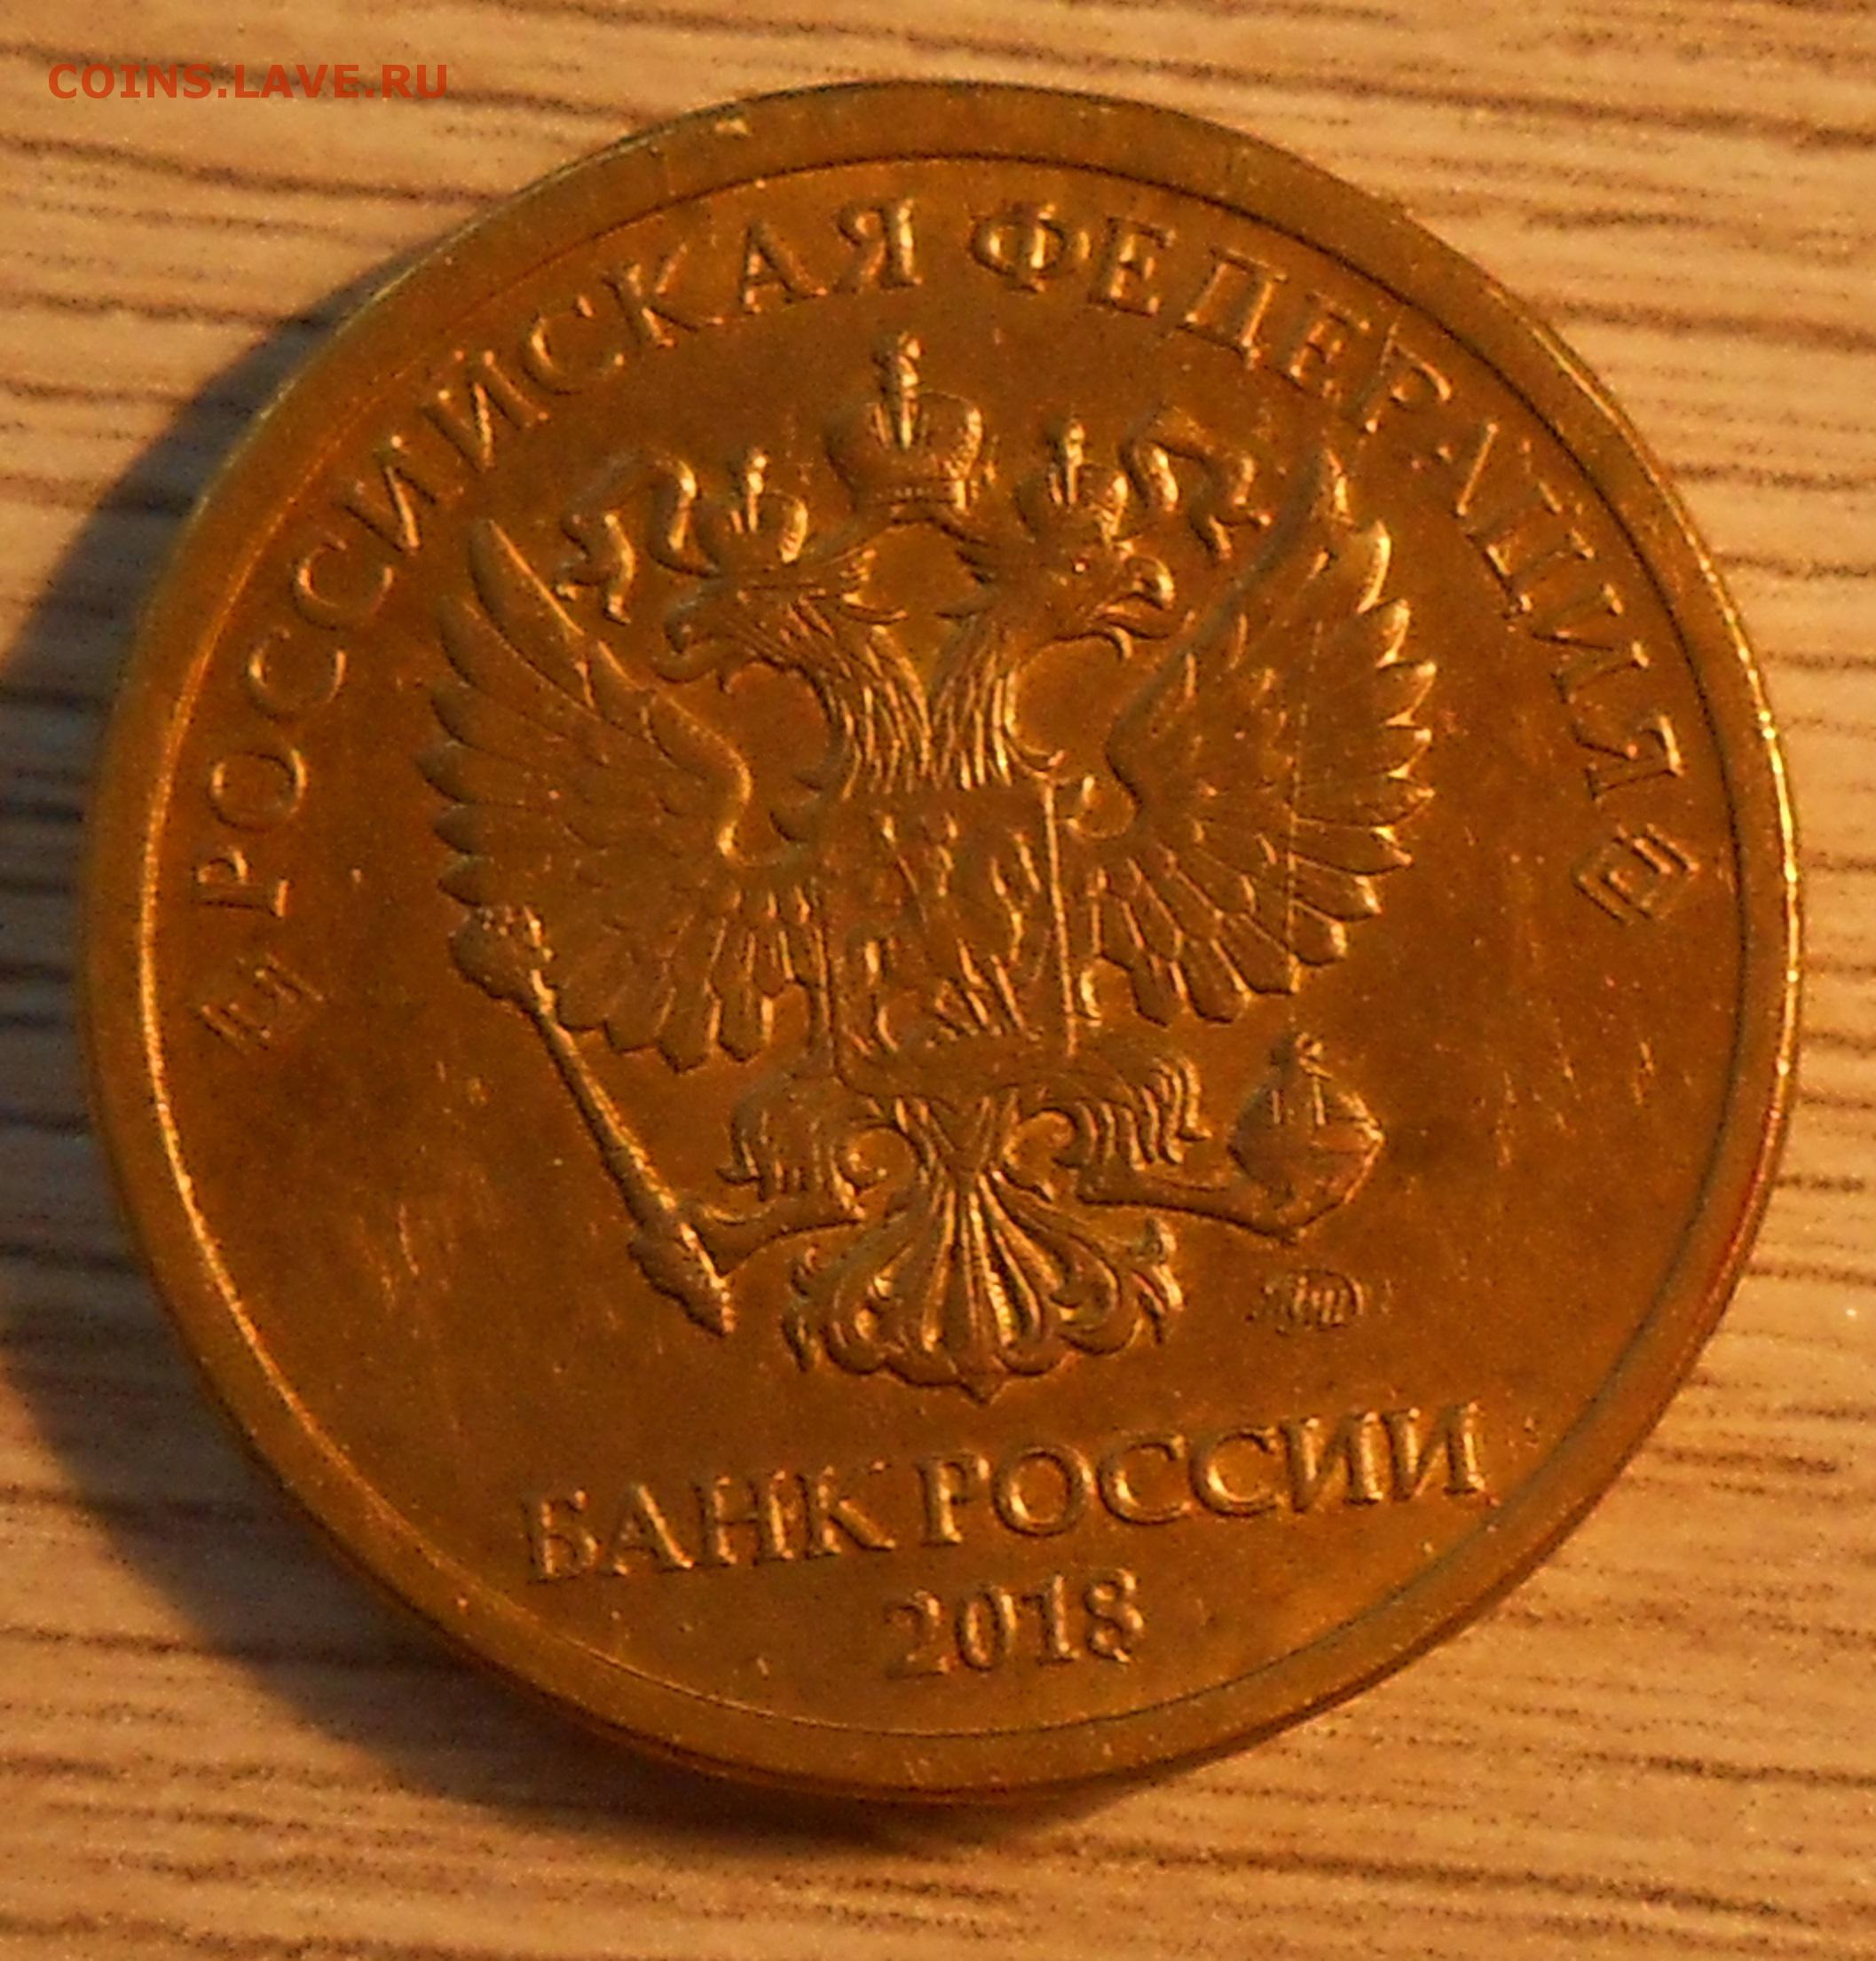 COINS.LAVE.RU
РОССИЙСКАЯ ФЕДЕРАЦИЯ
БАНК РОССИИ
2018